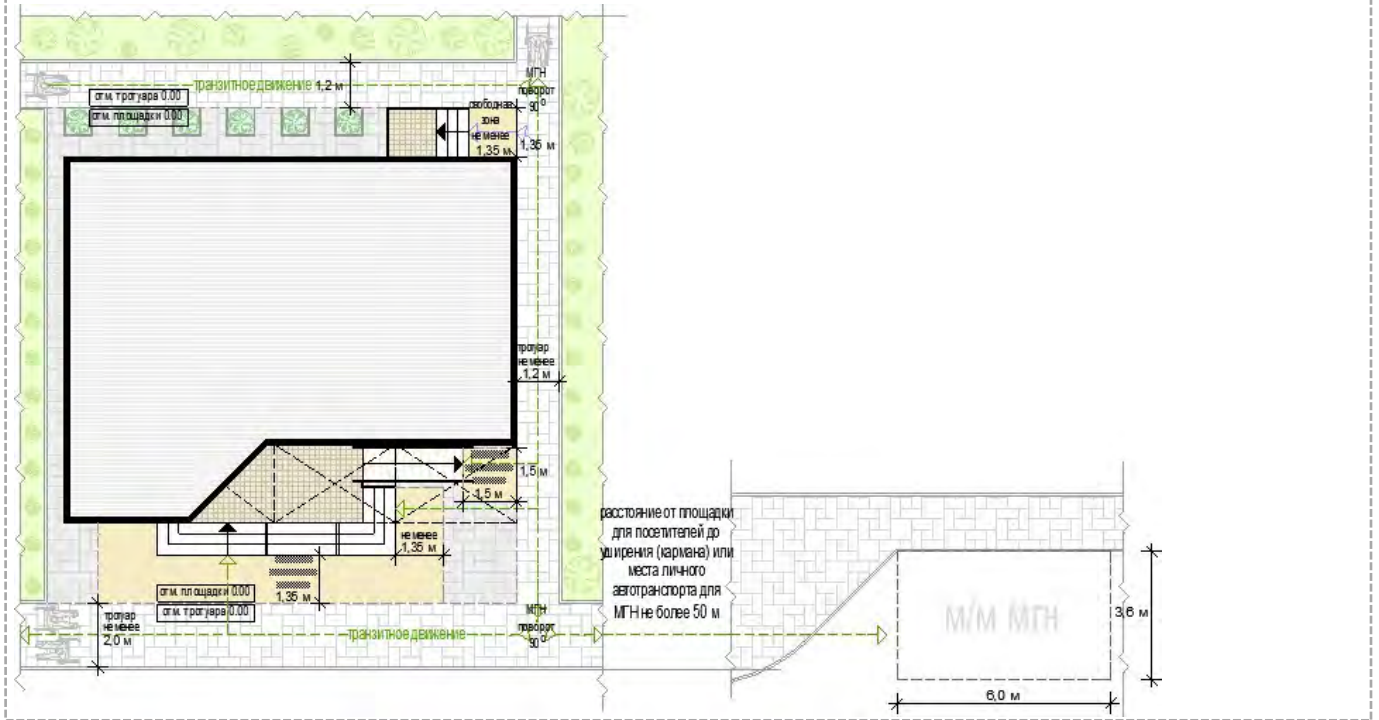 транзитное движение 1,2 м
МГН
поворот
90°
отм. тротуара 0.00
отм. площадки 0.00
свободная
зона
не менее
1,35 м
1,35 м
тротуар
не менее
1,2 м
1,5 м
1,5 м
не менее
1,35 м
1,35 м
отм. площадки 0.00
отм. тротуара 0.00
тротуар
не менее
2,0 м
транзитное движение
МГН
поворот
90°
расстояние от площадки
для посетителей до
уширения (кармана) или
места личного
автотранспорта для
МГН не более 50 м
М/М МГН
3,6 м
6,0 м